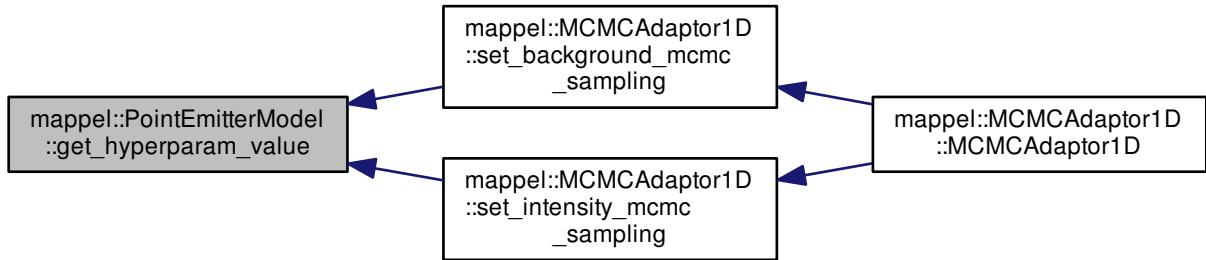 mappel::MCMCAdaptor1D
::set_background_mcmc
_sampling
mappel::PointEmitterModel
::get_hyperparam_value
mappel::MCMCAdaptor1D
::MCMCAdaptor1D
mappel::MCMCAdaptor1D
::set_intensity_mcmc
_sampling